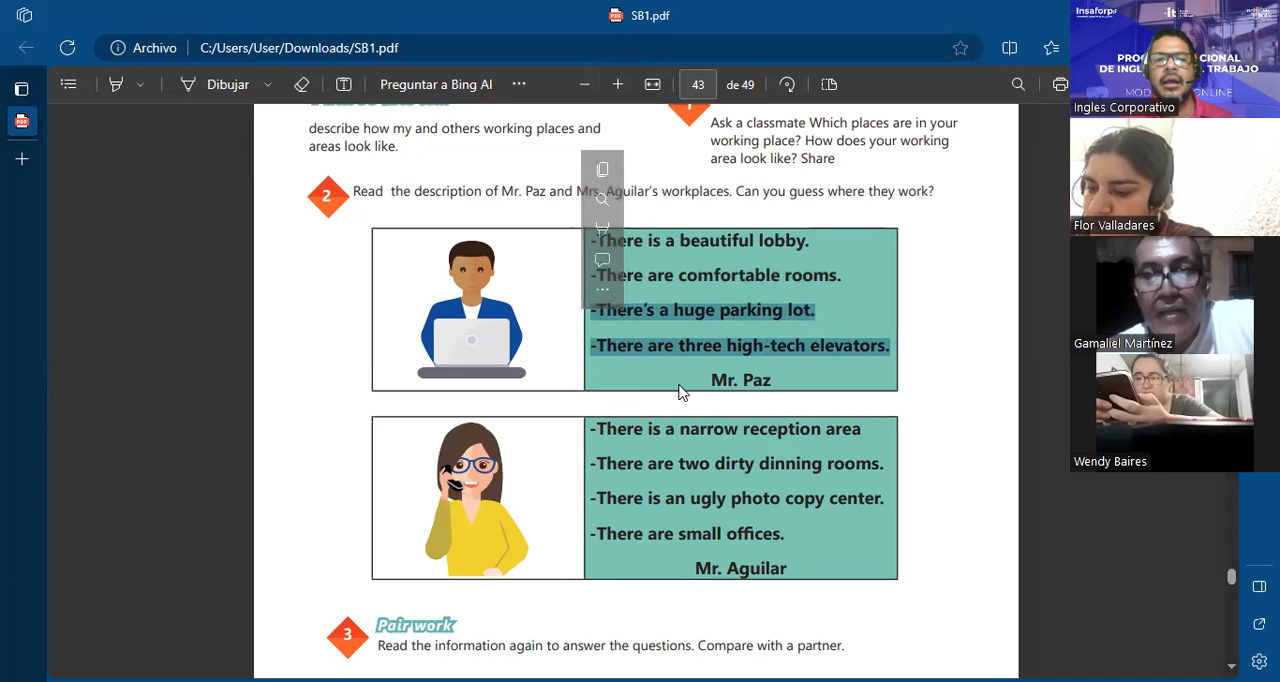 SB1.pdf
Archivo
C:/Users/User/Downloads/SB1.pdf
Dibujar
Preguntar a Bing AI
43
de 49
describe how my and others working places and
areas look like.
1
Ask a classmate Which places are in your
working place? How does your working
area look like? Share
2
Read the description of Mr. Paz and Mrs. Aguilar's workplaces. Can you guess where they work?
-There is a beautiful lobby.
-There are comfortable rooms.
-There's a huge parking lot.
-There are three high-tech elevators.
Mr. Paz
-There is a narrow reception area
-There are two dirty dinning rooms.
-There is an ugly photo copy center.
-There are small offices.
Mr. Aguilar
3
Pair work
Read the information again to answer the questions. Compare with a partner.
Insaforp
Ingles Corporativo
Flor Valladares
Gamaliel Martínez
Wendy Baires